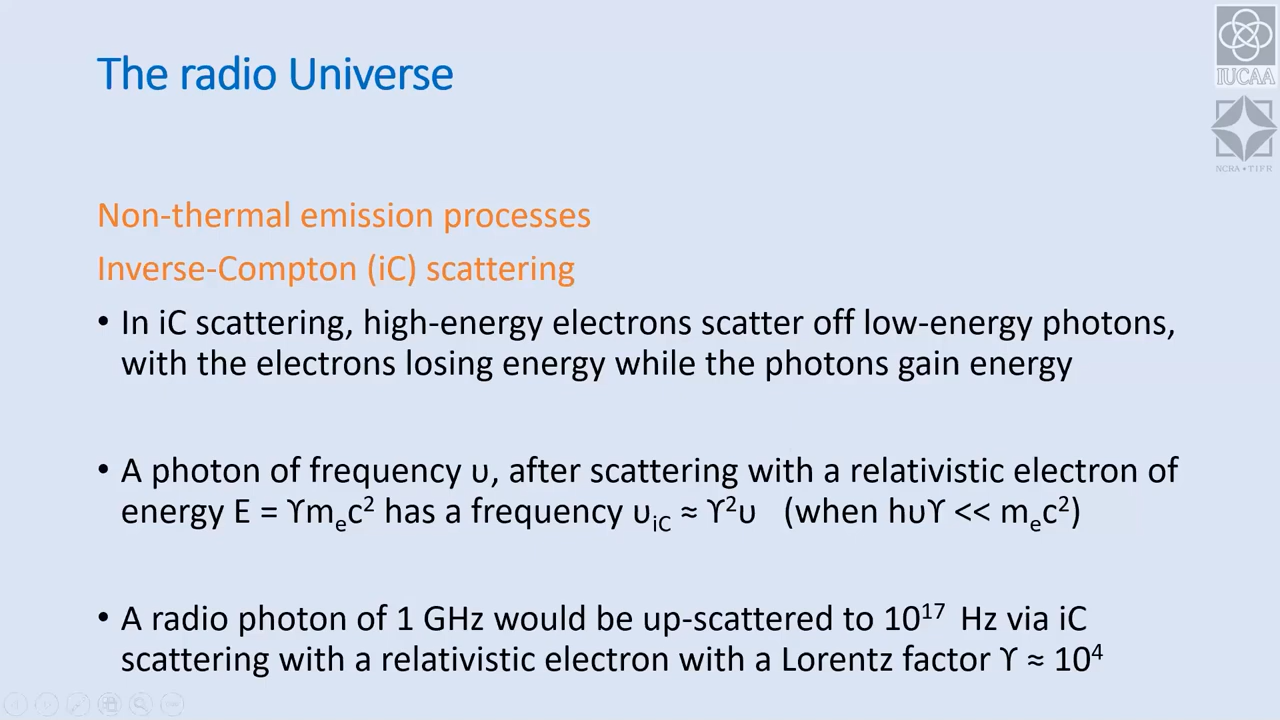 The radio Universe
IUCAA
NCRA • TIFR
Non-thermal emission processes
Inverse-Compton (iC) scattering
• In iC scattering, high-energy electrons scatter off low-energy photons,
with the electrons losing energy while the photons gain energy
• A photon of frequency υ, after scattering with a relativistic electron of
energy E = ϒmₑc² has a frequency υ_iC ≈ ϒ²υ (when hυϒ << mₑc²)
• A radio photon of 1 GHz would be up-scattered to 10¹⁷ Hz via iC
scattering with a relativistic electron with a Lorentz factor ϒ ≈ 10⁴